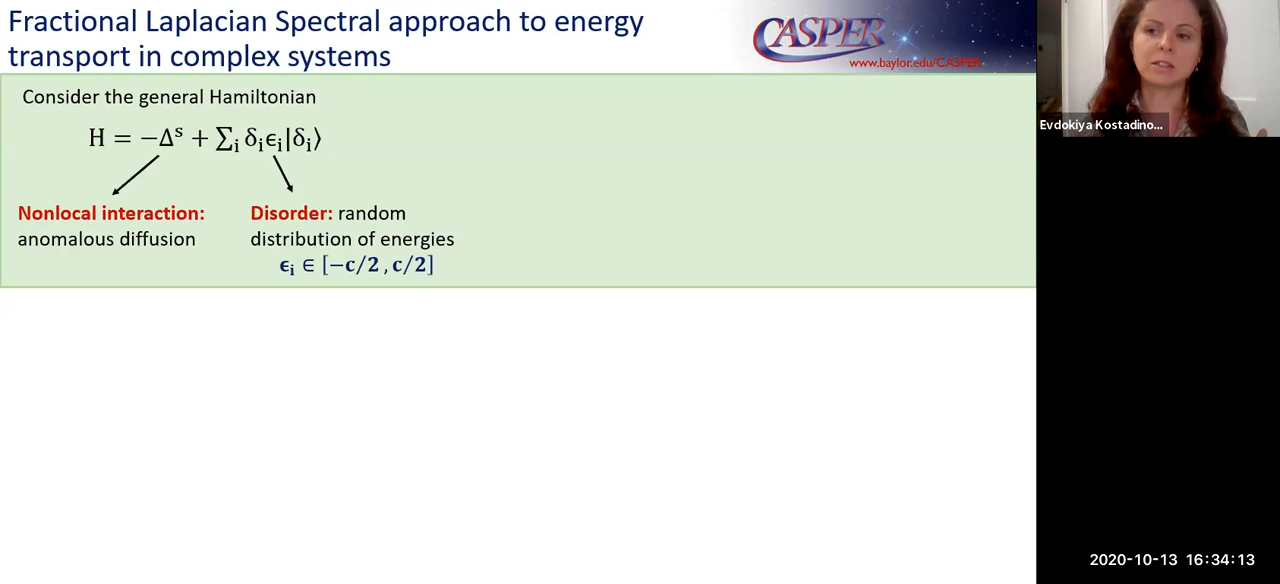 Fractional Laplacian Spectral approach to energy
transport in complex systems
CASPER
www.baylor.edu/CASPER
Consider the general Hamiltonian
H = −Δˢ + ∑ᵢ δᵢϵᵢ|δᵢ⟩
Nonlocal interaction:
anomalous diffusion
Disorder: random
distribution of energies
ϵᵢ ∈ [−c/2 , c/2]
Evdokiya Kostadino...
2020-10-13 16:34:13